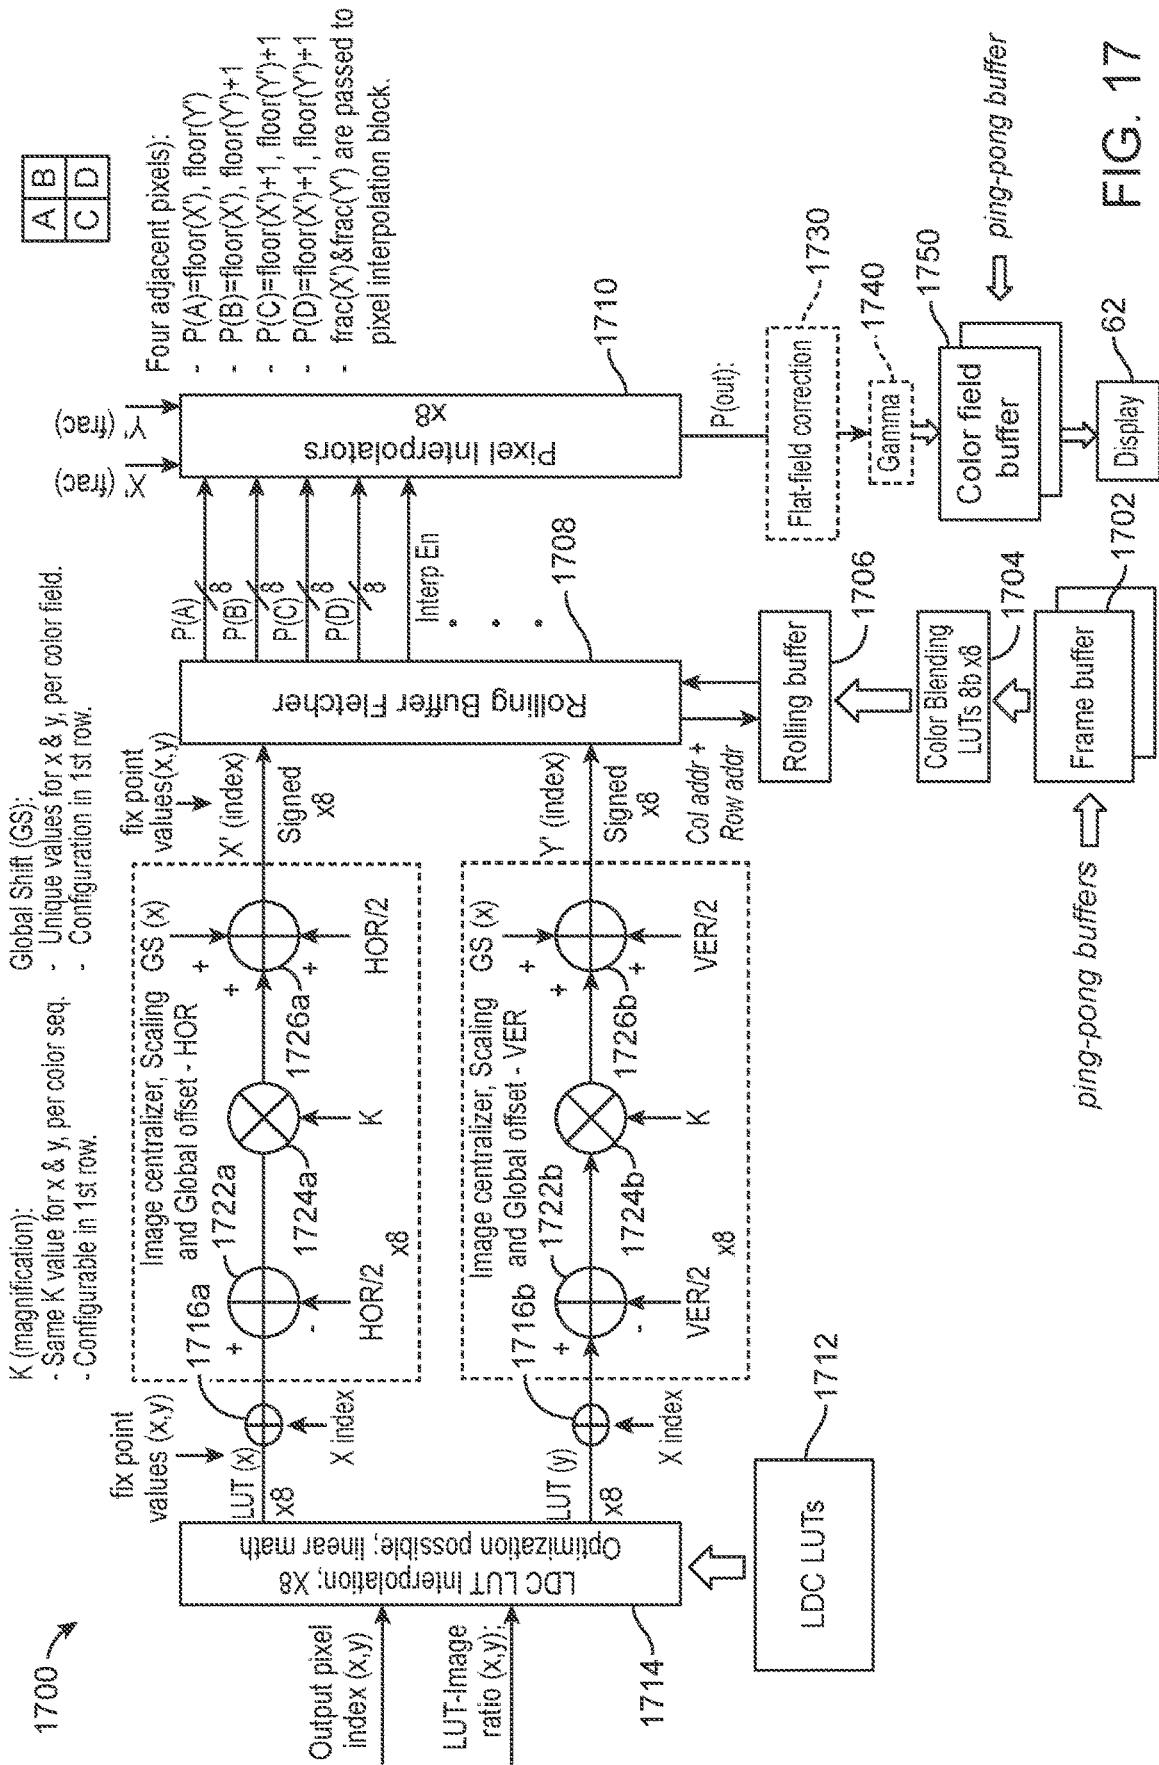 1700
K (magnification):
- Same K value for x & y, per color seq.
- Configurable in 1st row.
Global Shift (GS):
- Unique values for x & y, per color field.
- Configuration in 1st row.
A B
C D
Four adjacent pixels):
- P(A)=floor(X'), floor(Y')
- P(B)=floor(X'), floor(Y')+1
- P(C)=floor(X')+1, floor(Y')+1
- P(D)=floor(X')+1, floor(Y')+1
- frac(X')&frac(Y') are passed to
pixel interpolation block.
Output pixel
index (x,y)
LUT-Image
ratio (x,y):
LDC LUT Interpolation; X8
Optimization possible; linear math
1714
LDC LUTs
1712
fix point
values (x,y)
LUT (x)
x8
X index
1716a
LUT (y)
x8
X index
1716b
Image centralizer, Scaling
and Global offset - HOR
GS (x)
1722a
1724a
1726a
+
-
HOR/2
K
+
+
+
HOR/2
x8
Image centralizer, Scaling
and Global offset - VER
GS (x)
1722b
1724b
1726b
+
-
VER/2
K
+
+
+
VER/2
x8
fix point
values(x,y)
X' (index)
Signed
x8
Y' (index)
Signed
x8
Rolling Buffer Fletcher
1708
Col addr +
Row addr
P(A)
8
P(B)
8
P(C)
8
P(D)
8
Interp En
X' (frac)
Y' (frac)
Pixel Interpolators
x8
1710
P(out):
Rolling buffer
1706
Color Blending
LUTs 8b x8
1704
Frame buffer
1702
ping-pong buffers
Flat-field correction
1730
Gamma
1740
Color field
buffer
1750
ping-pong buffer
Display
62
FIG. 17